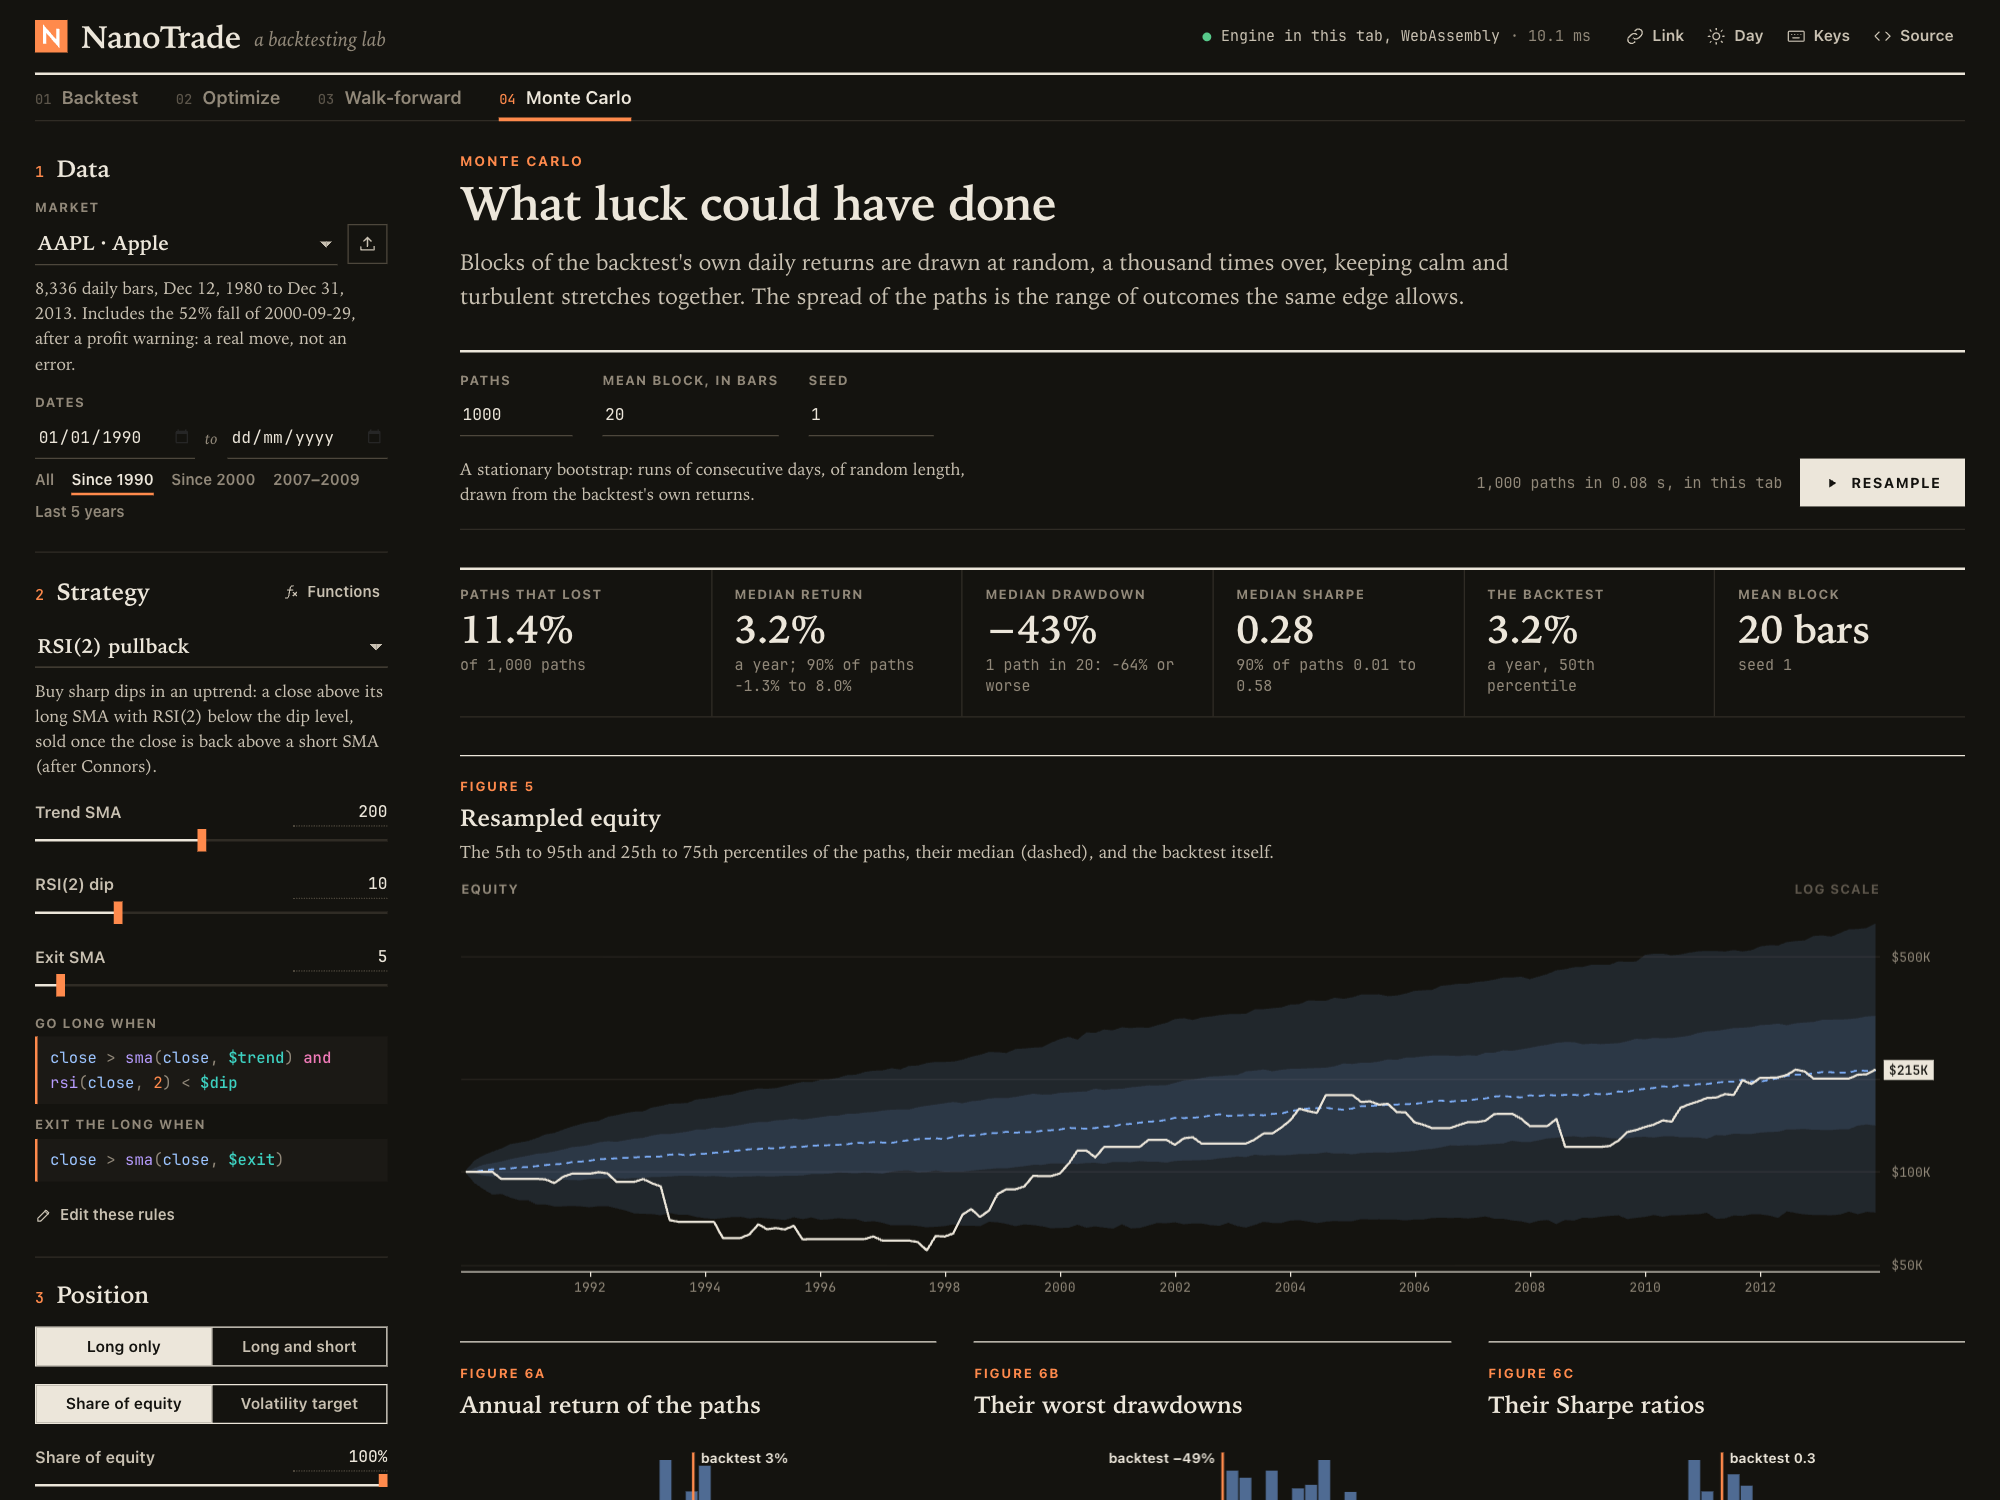 N NanoTrade a backtesting lab
Engine in this tab, WebAssembly · 10.1 ms
Link
Day
Keys
Source
01 Backtest
02 Optimize
03 Walk-forward
04 Monte Carlo
1 Data
MARKET
AAPL · Apple
8,336 daily bars, Dec 12, 1980 to Dec 31,
2013. Includes the 52% fall of 2000-09-29,
after a profit warning: a real move, not an
error.
DATES
01/01/1990 to dd/mm/yyyy
All Since 1990 Since 2000 2007–2009
Last 5 years
2 Strategy
fx Functions
RSI(2) pullback
Buy sharp dips in an uptrend: a close above its
long SMA with RSI(2) below the dip level,
sold once the close is back above a short SMA
(after Connors).
Trend SMA 200
RSI(2) dip 10
Exit SMA 5
GO LONG WHEN
close > sma(close, $trend) and
rsi(close, 2) < $dip
EXIT THE LONG WHEN
close > sma(close, $exit)
Edit these rules
3 Position
Long only
Long and short
Share of equity
Volatility target
Share of equity 100%
MONTE CARLO
What luck could have done
Blocks of the backtest's own daily returns are drawn at random, a thousand times over, keeping calm and
turbulent stretches together. The spread of the paths is the range of outcomes the same edge allows.
PATHS
1000
MEAN BLOCK, IN BARS
20
SEED
1
A stationary bootstrap: runs of consecutive days, of random length,
drawn from the backtest's own returns.
1,000 paths in 0.08 s, in this tab
RESAMPLE
PATHS THAT LOST
11.4%
of 1,000 paths
MEDIAN RETURN
3.2%
a year; 90% of paths
-1.3% to 8.0%
MEDIAN DRAWDOWN
−43%
1 path in 20: -64% or
worse
MEDIAN SHARPE
0.28
90% of paths 0.01 to
0.58
THE BACKTEST
3.2%
a year, 50th
percentile
MEAN BLOCK
20 bars
seed 1
FIGURE 5
Resampled equity
The 5th to 95th and 25th to 75th percentiles of the paths, their median (dashed), and the backtest itself.
EQUITY
LOG SCALE
$500K
$215K
$100K
$50K
1992 1994 1996 1998 2000 2002 2004 2006 2008 2010 2012
FIGURE 6A
Annual return of the paths
backtest 3%
FIGURE 6B
Their worst drawdowns
backtest −49%
FIGURE 6C
Their Sharpe ratios
backtest 0.3